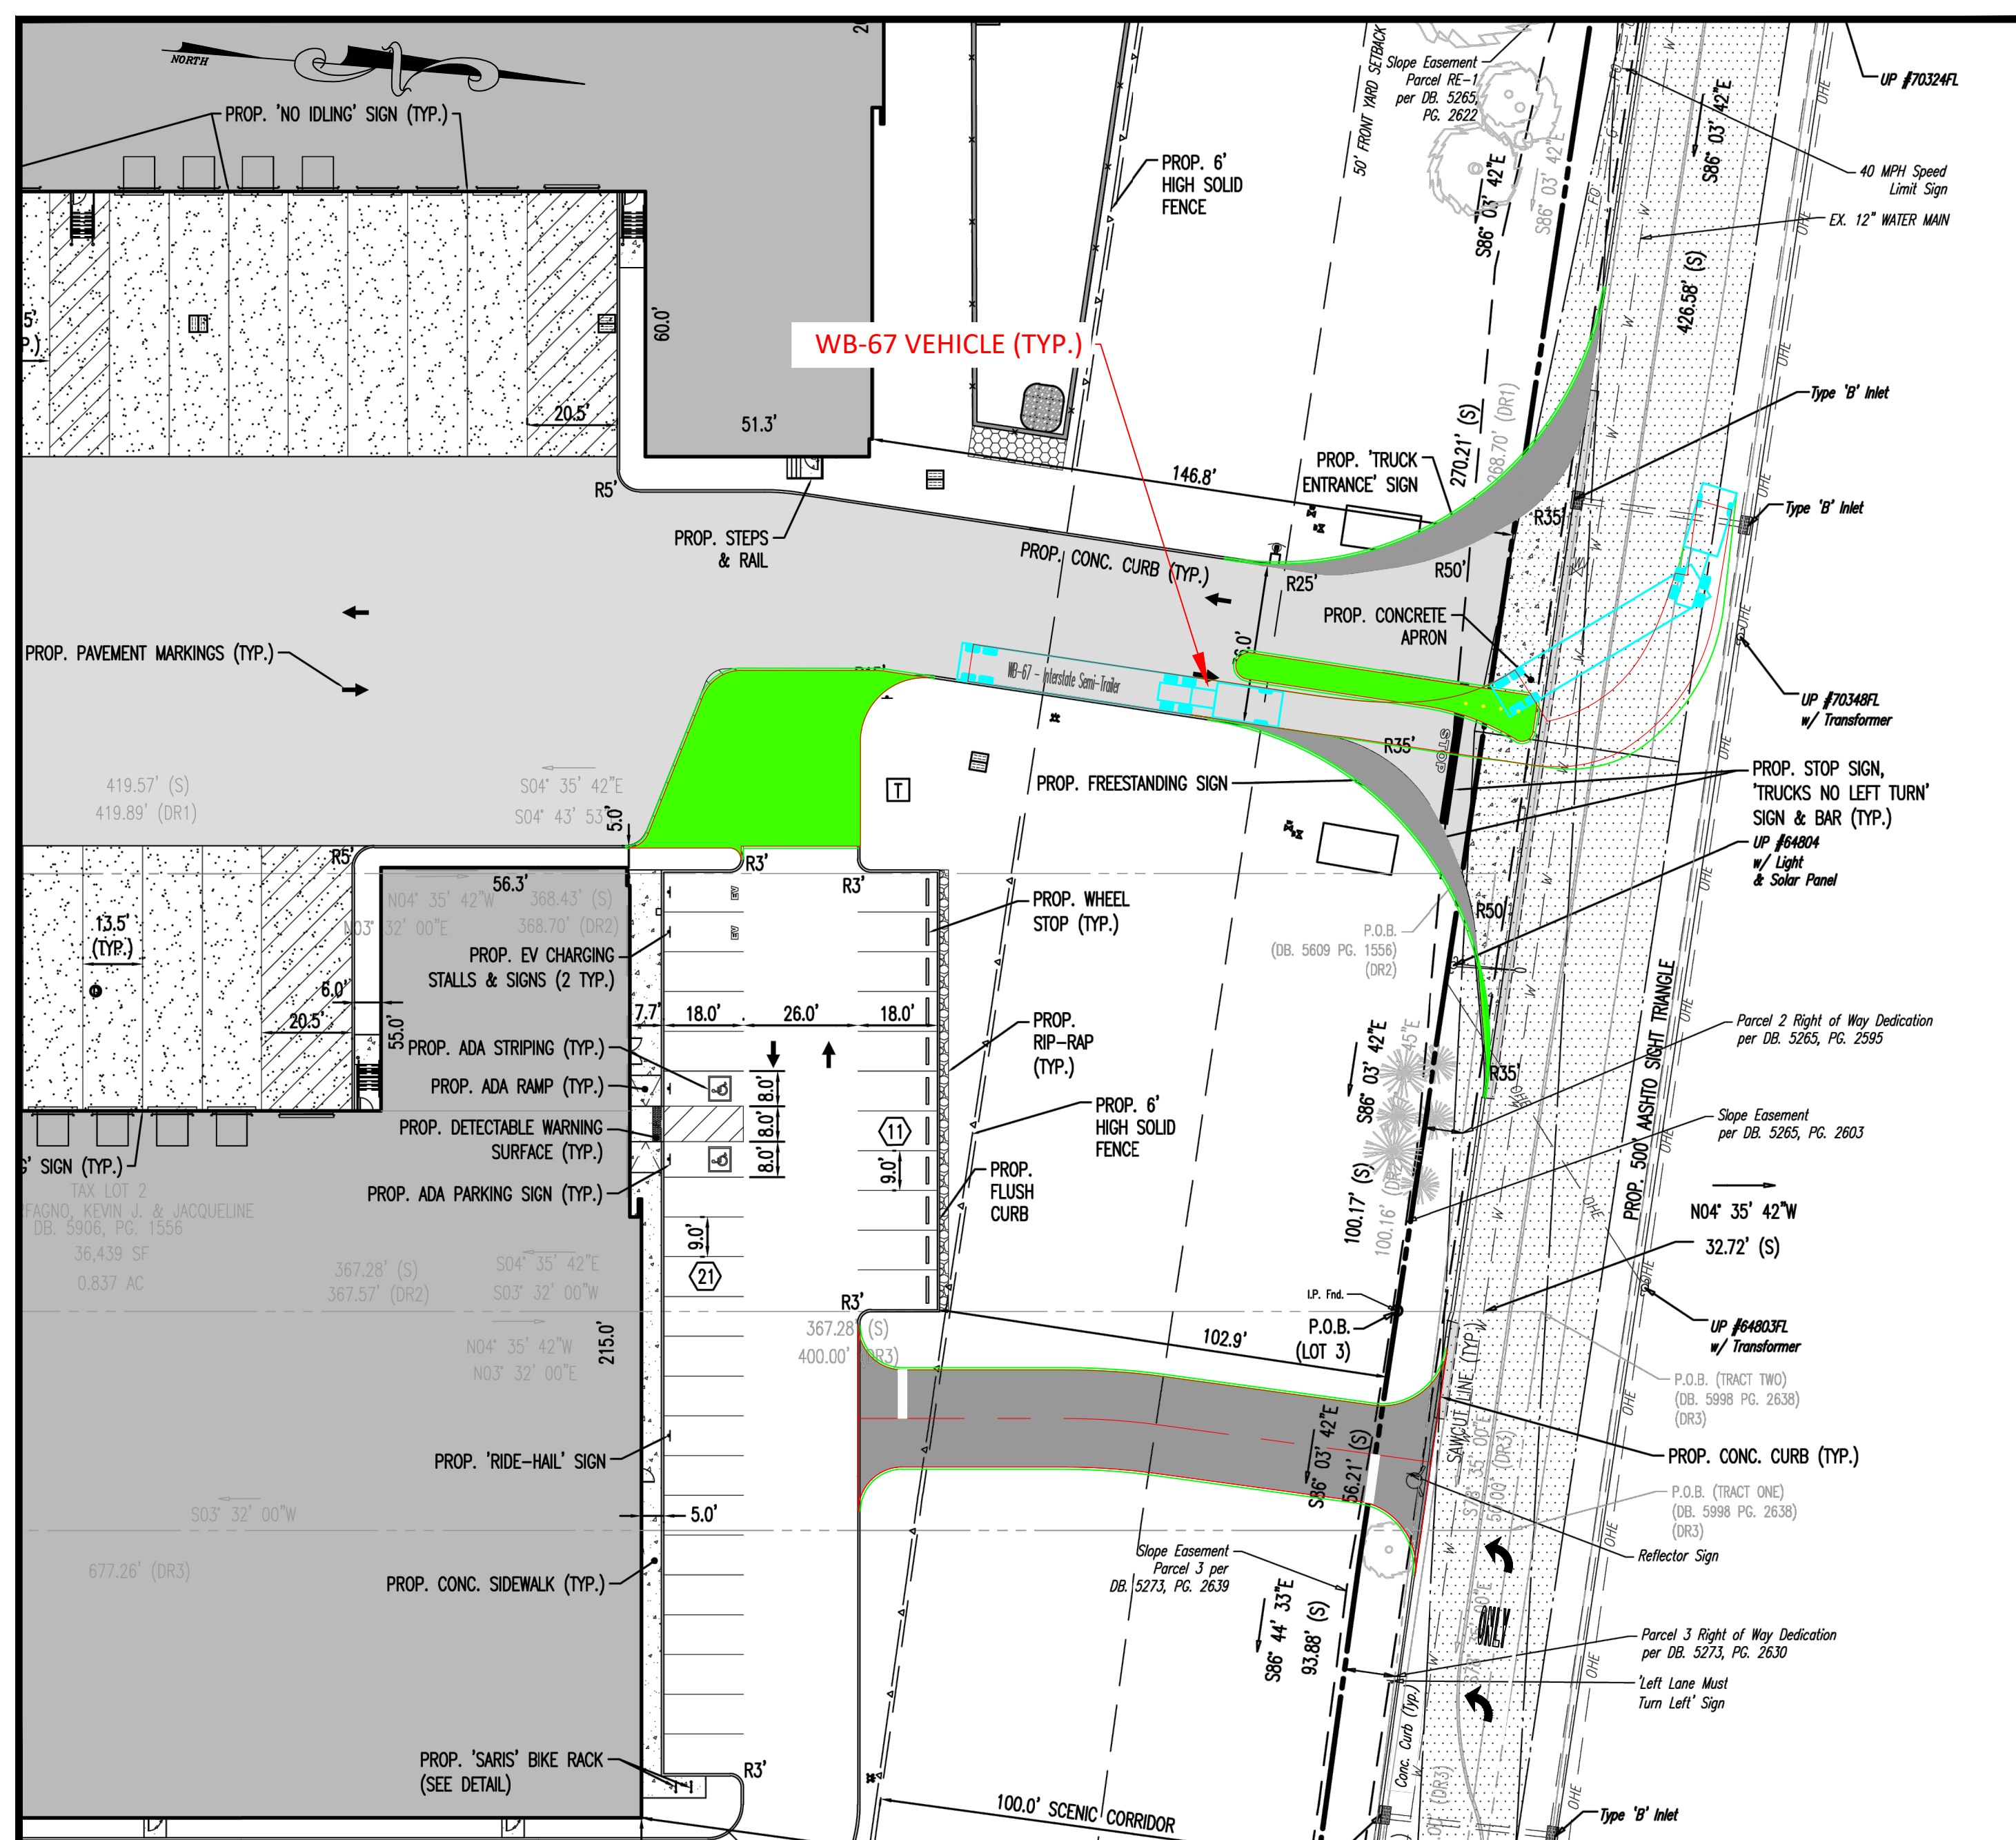 NORTH
PROP. 'NO IDLING' SIGN (TYP.)
PROP. 6'
HIGH SOLID
FENCE
50' FRONT YARD SETBACK
Slope Easement
Parcel RE-1
per DB. 5265,
PG. 2622
S86° 03' 42"E
S86° 03' 42"E
S86° 03' 42"E
FO
G
FO
W
OHE
UP #70324FL
40 MPH Speed
Limit Sign
EX. 12" WATER MAIN
426.58' (S)
60.0'
51.3'
20.5'
WB-67 VEHICLE (TYP.)
270.21' (S)
268.70' (DR1)
Type 'B' Inlet
Type 'B' Inlet
146.8'
PROP. 'TRUCK
ENTRANCE' SIGN
R5'
R35'
PROP. STEPS
& RAIL
PROP. CONC. CURB (TYP.)
R25'
R50'
PROP. CONCRETE
APRON
PROP. PAVEMENT MARKINGS (TYP.)
WB-67 - Interstate Semi-Trailer
UP #70348FL
w/ Transformer
STOP
R35'
PROP. FREESTANDING SIGN
PROP. STOP SIGN,
'TRUCKS NO LEFT TURN'
SIGN & BAR (TYP.)
T
419.57' (S)
419.89' (DR1)
S04° 35' 42"E
S04° 43' 53"
5.0'
UP #64804
w/ Light
& Solar Panel
R5'
R3'
R3'
56.3'
N04° 35' 42"W
368.43' (S)
N03° 32' 00"E
368.70' (DR2)
EV
EV
PROP. WHEEL
STOP (TYP.)
R50'
P.O.B.
(DB. 5609 PG. 1556)
(DR2)
13.5'
(TYP.)
PROP. EV CHARGING
STALLS & SIGNS (2 TYP.)
6.0'
20.5'
55.0'
7.7'
18.0'
26.0'
18.0'
PROP.
RIP-RAP
(TYP.)
PROP. 500' AASHTO SIGHT TRIANGLE
Parcel 2 Right of Way Dedication
per DB. 5265, PG. 2595
PROP. ADA STRIPING (TYP.)
PROP. ADA RAMP (TYP.)
8.0'
8.0'
8.0'
S86° 03' 42"E
R35'
PROP. DETECTABLE WARNING
SURFACE (TYP.)
11
9.0'
PROP. 6'
HIGH SOLID
FENCE
Slope Easement
per DB. 5265, PG. 2603
SIGN (TYP.)
PROP. ADA PARKING SIGN (TYP.)
PROP.
FLUSH
CURB
100.17' (S)
100.16'
N04° 35' 42"W
32.72' (S)
TAX LOT 2
KEVIN J. & JACQUELINE
DB. 5906, PG. 1556
36,439 SF
0.837 AC
367.28' (S)
367.57' (DR2)
S04° 35' 42"E
S03° 32' 00"W
9.0'
21
I.P. Fnd.
P.O.B.
(LOT 3)
R3'
367.28' (S)
400.00' (DR3)
102.9'
UP #64803FL
w/ Transformer
N04° 35' 42"W
N03° 32' 00"E
215.0'
P.O.B. (TRACT TWO)
(DB. 5998 PG. 2638)
(DR3)
SAWCUT LINE (TYP.)
S86° 03' 42"E
56.21' (S)
PROP. 'RIDE-HAIL' SIGN
PROP. CONC. CURB (TYP.)
P.O.B. (TRACT ONE)
(DB. 5998 PG. 2638)
(DR3)
S03° 32' 00"W
5.0'
Reflector Sign
677.26' (DR3)
PROP. CONC. SIDEWALK (TYP.)
Slope Easement
Parcel 3 per
DB. 5273, PG. 2639
S86° 44' 33"E
93.88' (S)
ONLY
Parcel 3 Right of Way Dedication
per DB. 5273, PG. 2630
'Left Lane Must
Turn Left' Sign
Conc. Curb (Typ.)
PROP. 'SARIS' BIKE RACK
(SEE DETAIL)
R3'
100.0' SCENIC CORRIDOR
Type 'B' Inlet